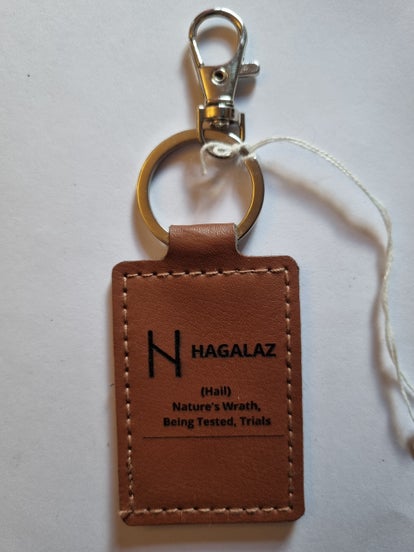 HAGALAZ
(Hail)
Nature's Wrath,
Being Tested, Trials